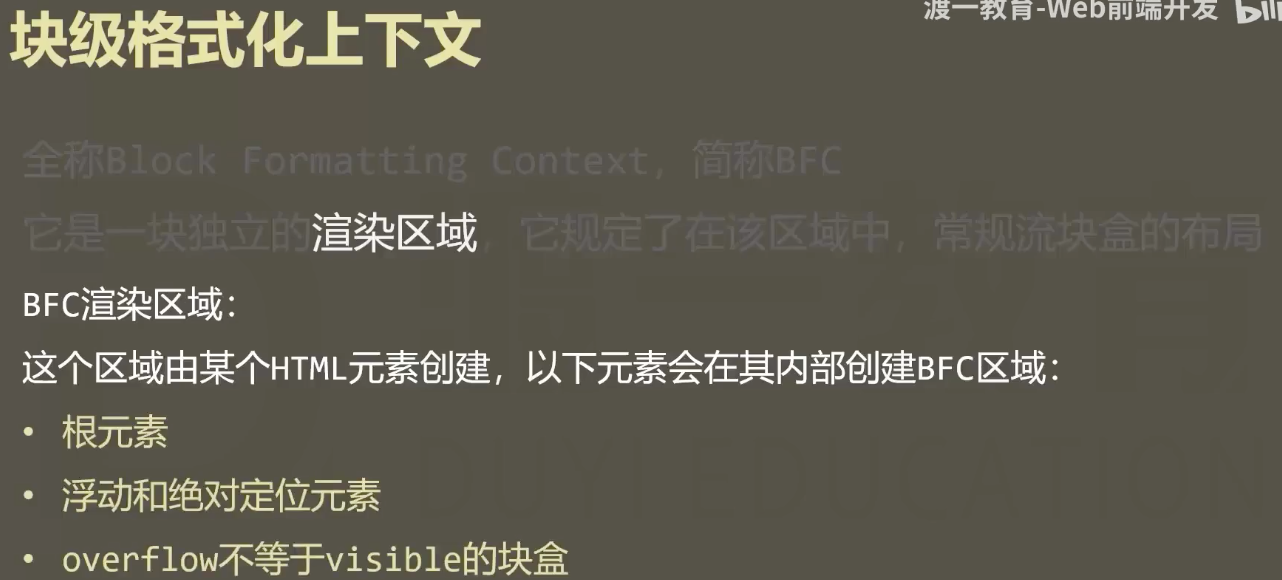 渡一教育-Web前端开发 bili
块级格式化上下文
全称Block Formatting Context，简称BFC
它是一块独立的渲染区域，它规定了在该区域中，常规流块盒的布局
BFC渲染区域：
这个区域由某个HTML元素创建，以下元素会在其内部创建BFC区域：
• 根元素
• 浮动和绝对定位元素
DUYI EDUCATION
• overflow不等于visible的块盒